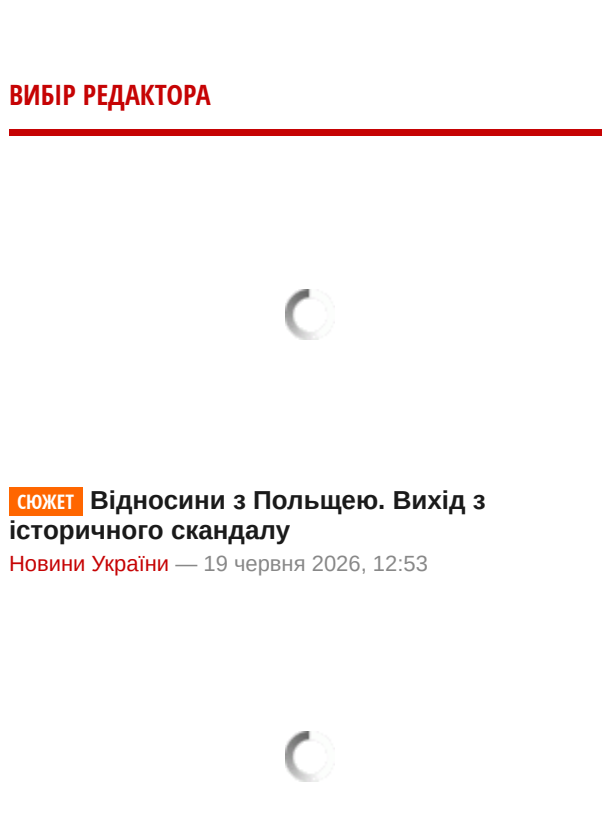 ВИБІР РЕДАКТОРА
СЮЖЕТ Відносини з Польщею. Вихід з
історичного скандалу
Новини України — 19 червня 2026, 12:53